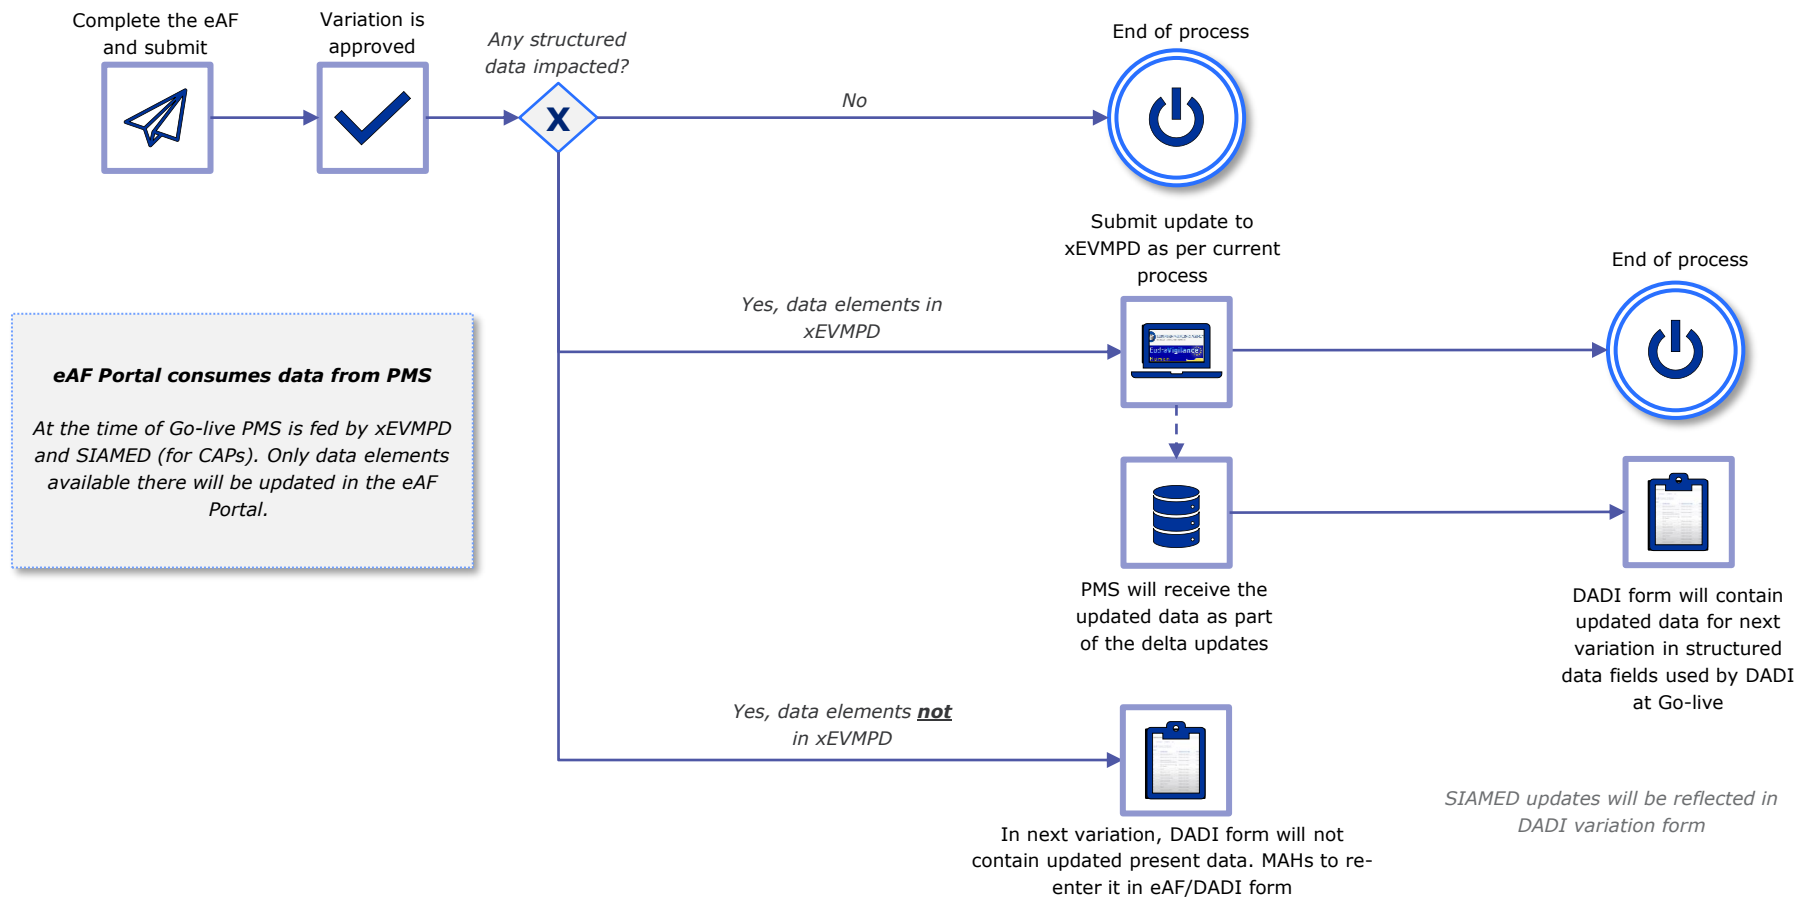 Complete the eAF
and submit
Variation is
approved
Any structured
data impacted?
X
No
End of process
Submit update to
xEVMPD as per current
process
Yes, data elements in
xEVMPD
EudraVigilance
Human
End of process
eAF Portal consumes data from PMS
At the time of Go-live PMS is fed by xEVMPD
and SIAMED (for CAPs). Only data elements
available there will be updated in the eAF
Portal.
PMS will receive the
updated data as part
of the delta updates
DADI form will contain
updated data for next
variation in structured
data fields used by DADI
at Go-live
Yes, data elements not
in xEVMPD
In next variation, DADI form will not
contain updated present data. MAHs to re-
enter it in eAF/DADI form
SIAMED updates will be reflected in
DADI variation form